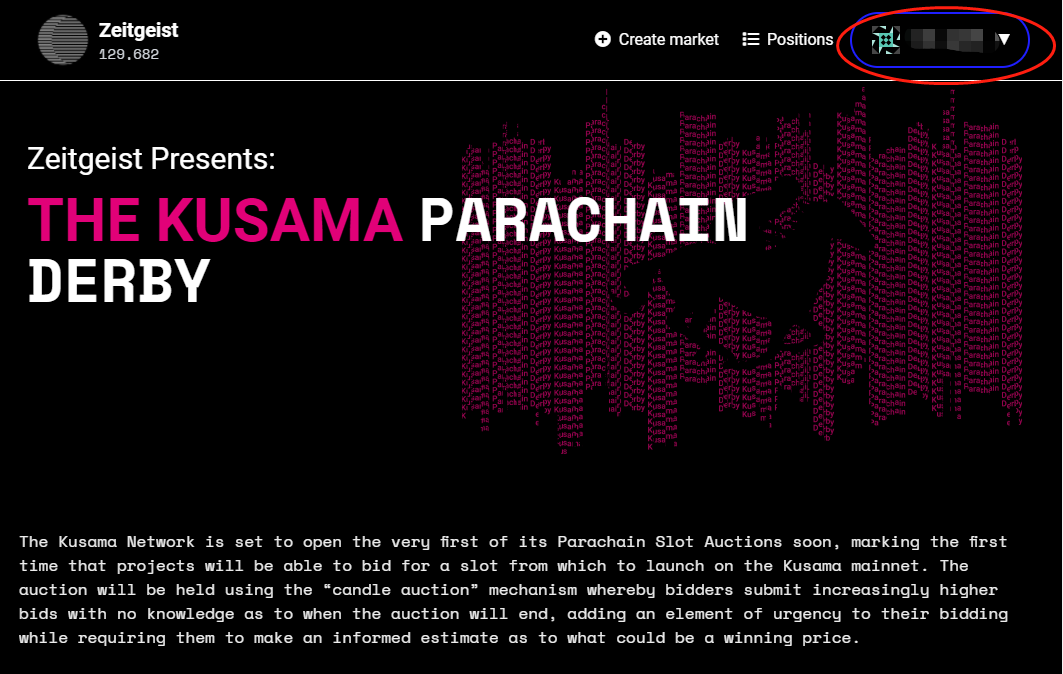 Zeitgeist
129,682
Create market
Positions
Zeitgeist Presents:
THE KUSAMA PARACHAIN
DERBY
The Kusama Network is set to open the very first of its Parachain Slot Auctions soon, marking the first
time that projects will be able to bid for a slot from which to launch on the Kusama mainnet. The
auction will be held using the “candle auction” mechanism whereby bidders submit increasingly higher
bids with no knowledge as to when the auction will end, adding an element of urgency to their bidding
while requiring them to make an informed estimate as to what could be a winning price.